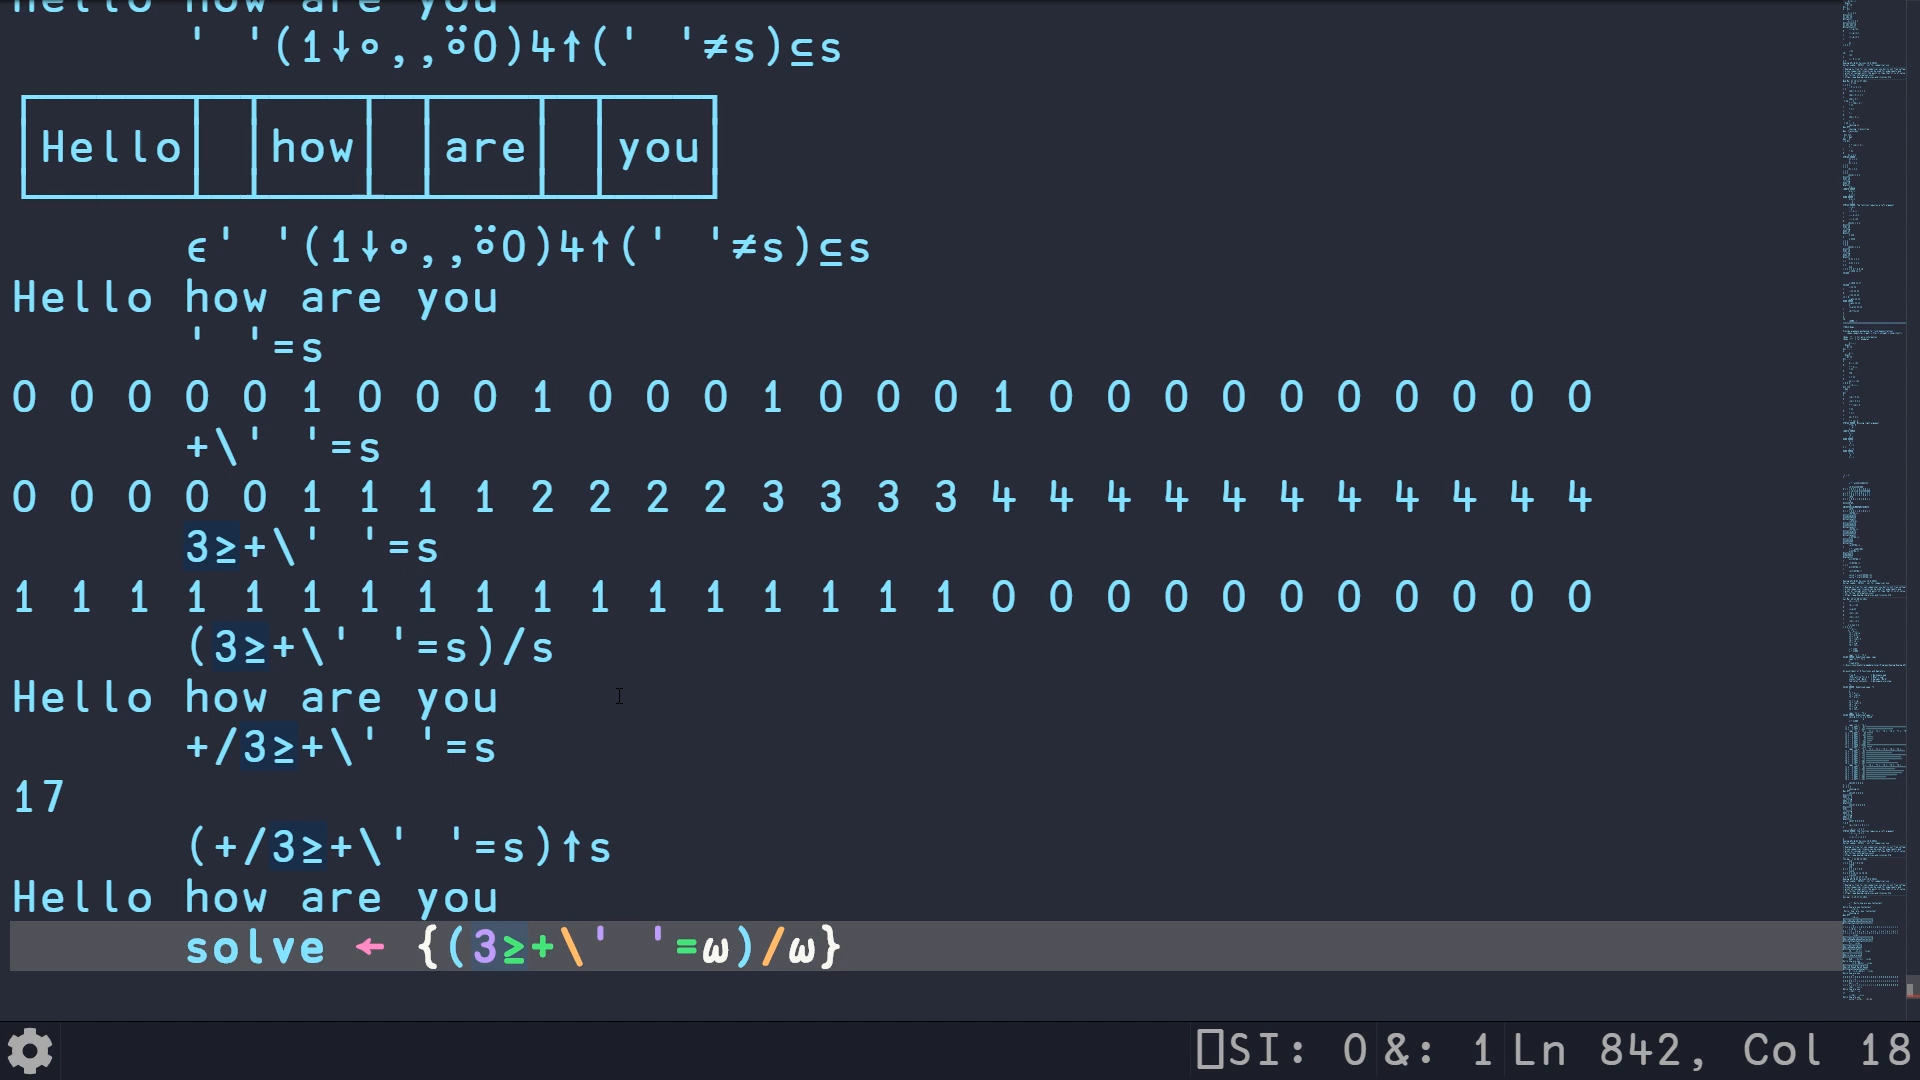 Hello how are you
' '(1↓∘,,⍥0)4↑(' '≠s)⊆s
Hello how are you
∊' '(1↓∘,,⍥0)4↑(' '≠s)⊆s
Hello how are you
' '=s
0 0 0 0 0 1 0 0 0 1 0 0 0 1 0 0 0 1 0 0 0 0 0 0 0 0 0 0
+\' '=s
0 0 0 0 0 1 1 1 1 2 2 2 2 3 3 3 3 4 4 4 4 4 4 4 4 4 4 4
3≥+\' '=s
1 1 1 1 1 1 1 1 1 1 1 1 1 1 1 1 1 0 0 0 0 0 0 0 0 0 0 0
(3≥+\' '=s)/s
Hello how are you
+/3≥+\' '=s
17
(+/3≥+\' '=s)↑s
Hello how are you
solve ← {(3≥+\' '=⍵)/⍵}
⎕SI: 0 &: 1 Ln 842, Col 18